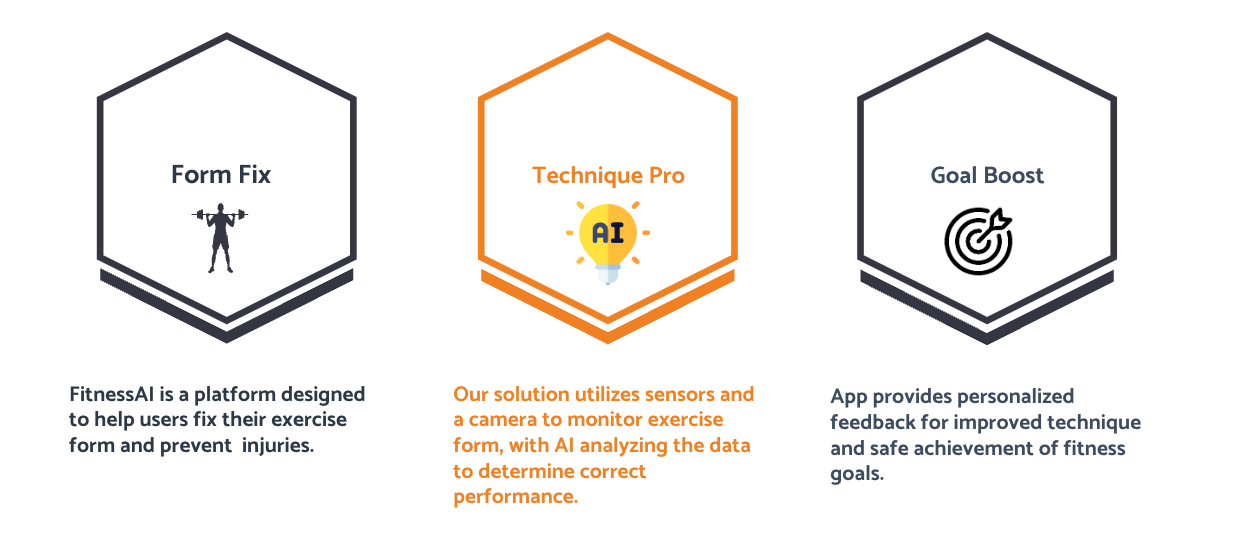 Form Fix
FitnessAI is a platform designed
to help users fix their exercise
form and prevent  injuries.
Technique Pro
AI
Our solution utilizes sensors and
a camera to monitor exercise
form, with AI analyzing the data
to determine correct
performance.
Goal Boost
App provides personalized
feedback for improved technique
and safe achievement of fitness
goals.